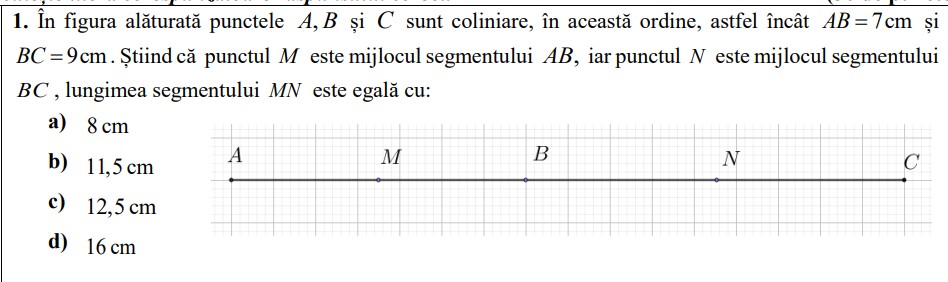 1. În figura alăturată punctele A, B și C sunt coliniare, în această ordine, astfel încât AB = 7 cm și
BC = 9 cm. Știind că punctul M este mijlocul segmentului AB, iar punctul N este mijlocul segmentului
BC, lungimea segmentului MN este egală cu:
a) 8 cm
b) 11,5 cm
c) 12,5 cm
d) 16 cm
A M B N C